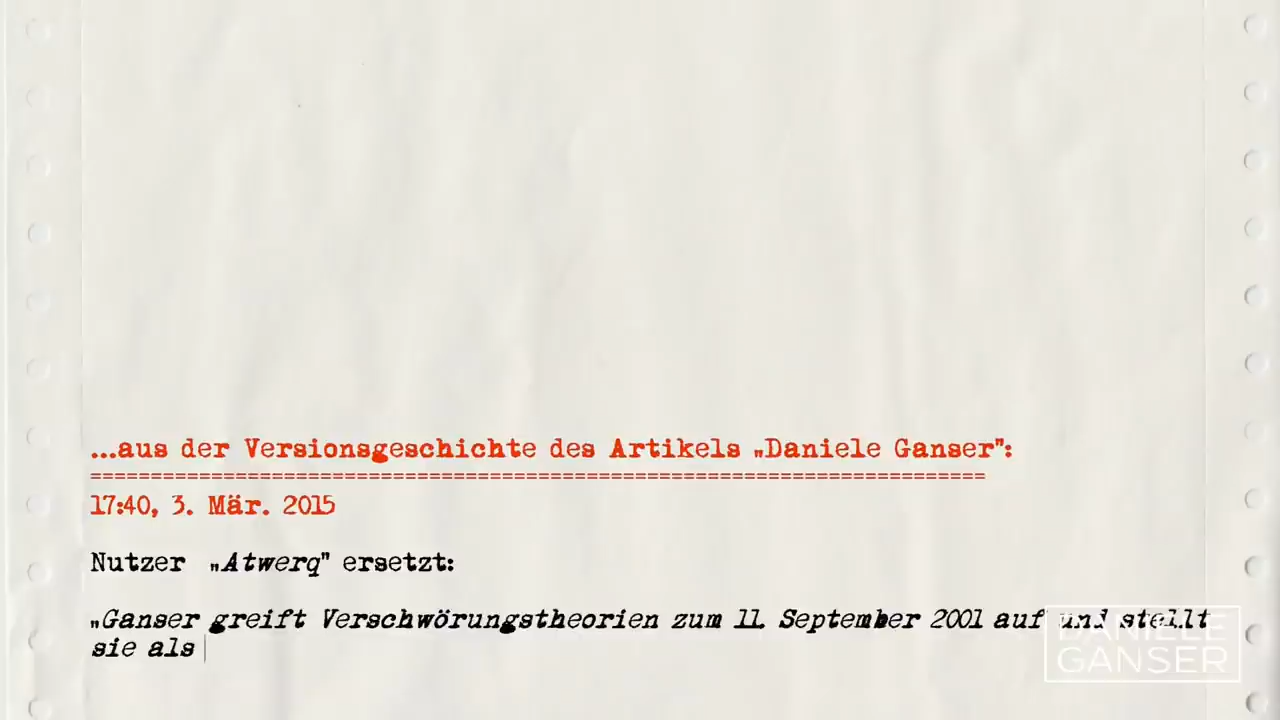 ...aus der Versionsgeschichte des Artikels „Daniele Ganser":
17:40, 3. Mär. 2015
Nutzer „Atwerq" ersetzt:
„Ganser greift Verschwörungstheorien zum 11. September 2001 auf und stellt
sie als
DANIELE
GANSER